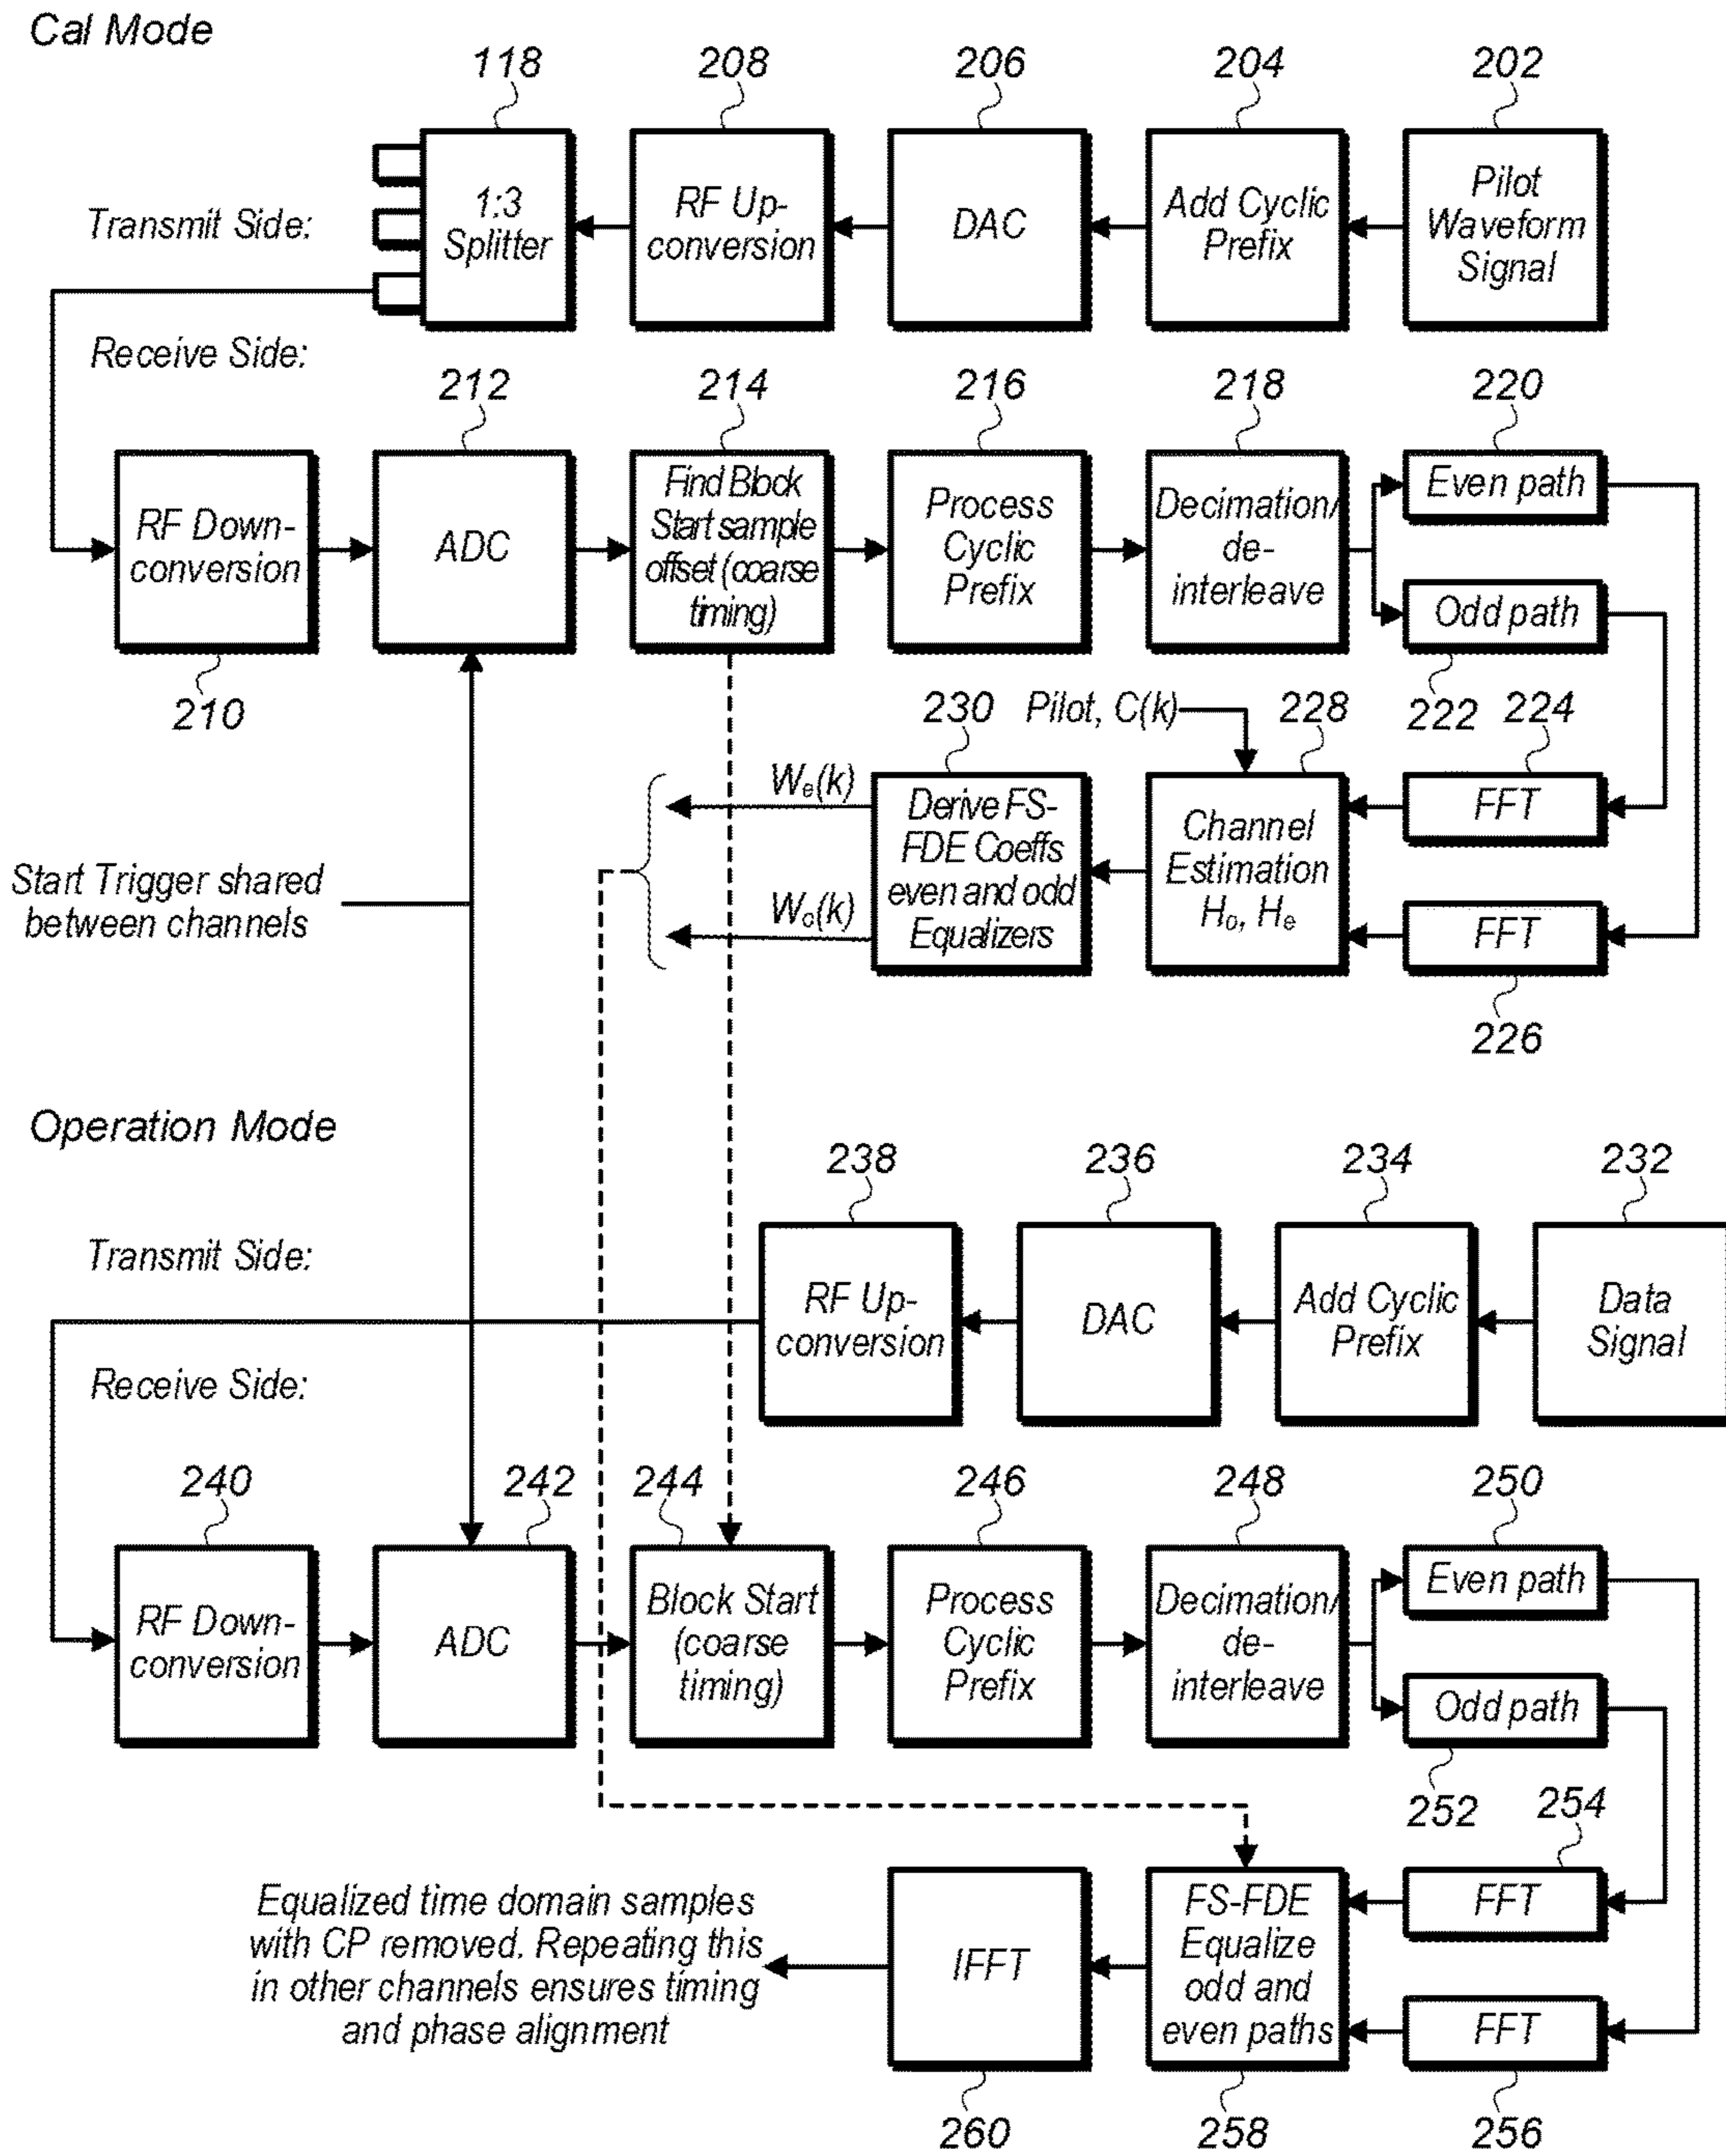 Cal Mode
118
208
206
204
202
Transmit Side:
1:3
Splitter
RF Up-
conversion
DAC
Add Cyclic
Prefix
Pilot
Waveform
Signal
Receive Side:
212
214
216
218
220
RF Down-
conversion
ADC
Find Block
Start sample
offset (coarse
timing)
Process
Cyclic
Prefix
Decimation/
de-
interleave
Even path
Odd path
210
230
Pilot, C(k)
228
222
224
We(k)
Wo(k)
Derive FS-
FDE Coeffs
even and odd
Equalizers
Channel
Estimation
Ho, He
FFT
FFT
226
Start Trigger shared
between channels
Operation Mode
238
236
234
232
Transmit Side:
RF Up-
conversion
DAC
Add Cyclic
Prefix
Data
Signal
Receive Side:
240
242
244
246
248
250
RF Down-
conversion
ADC
Block Start
(coarse
timing)
Process
Cyclic
Prefix
Decimation/
de-
interleave
Even path
Odd path
252
254
Equalized time domain samples
with CP removed. Repeating this
in other channels ensures timing
and phase alignment
IFFT
FS-FDE
Equalize
odd and
even paths
FFT
FFT
260
258
256